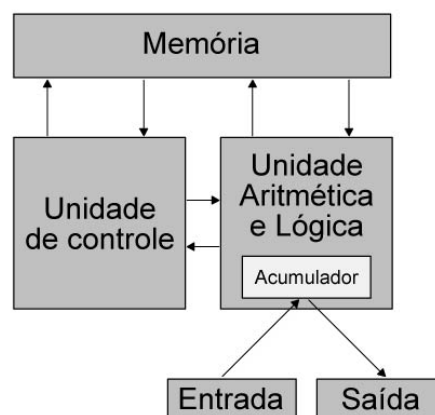 Memória
Unidade
de controle
Unidade
Aritmética
e Lógica
Acumulador
Entrada
Saída